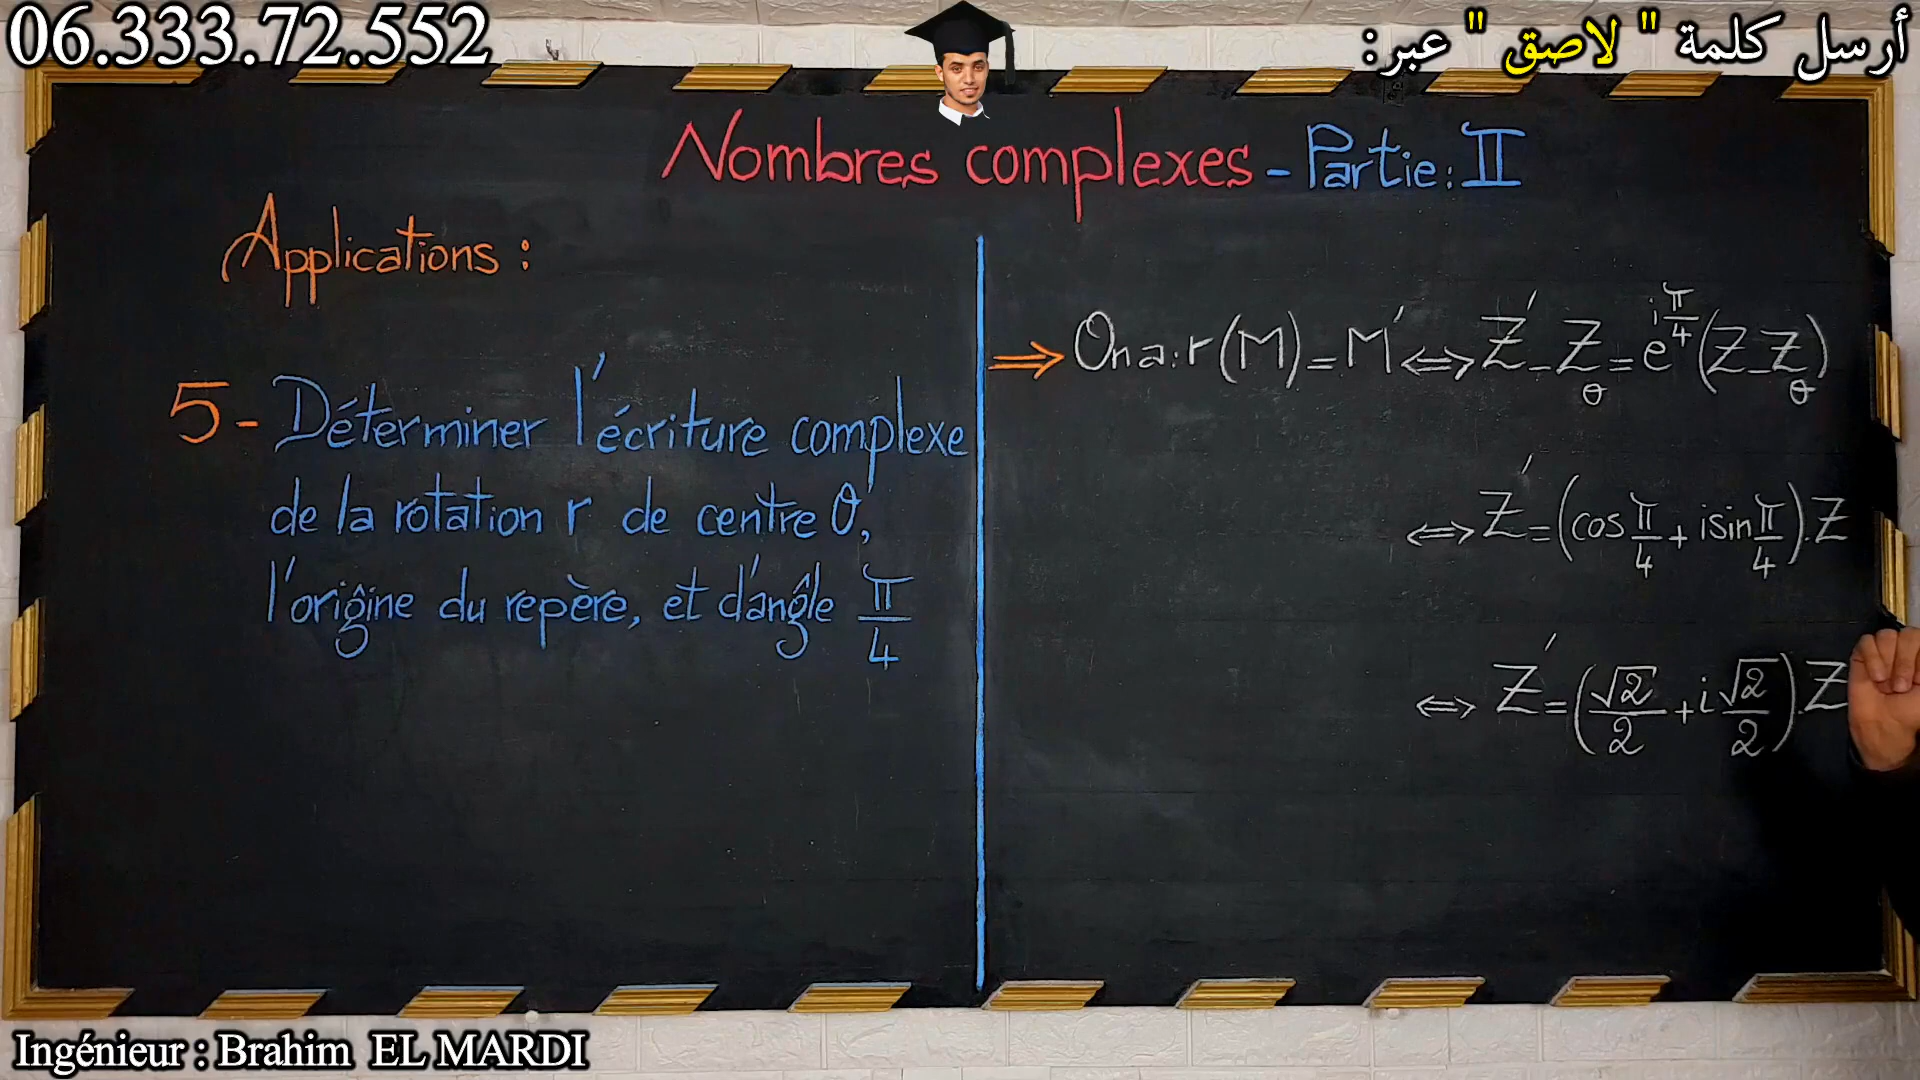 06.333.72.552
أرسل كلمة " لاصق " عبر:
Nombres complexes - Partie: II
Applications :
5- Déterminer l'écriture complexe
de la rotation r de centre O,
l'origine du repère, et d'angle π/4
⇒ On a: r(M) = M' ⟺ Z' - Z_O = e^{iπ/4} (Z - Z_O)
⟺ Z' = (cos π/4 + i sin π/4).Z
⟺ Z' = (√2/2 + i √2/2).Z
Ingénieur : Brahim EL MARDI